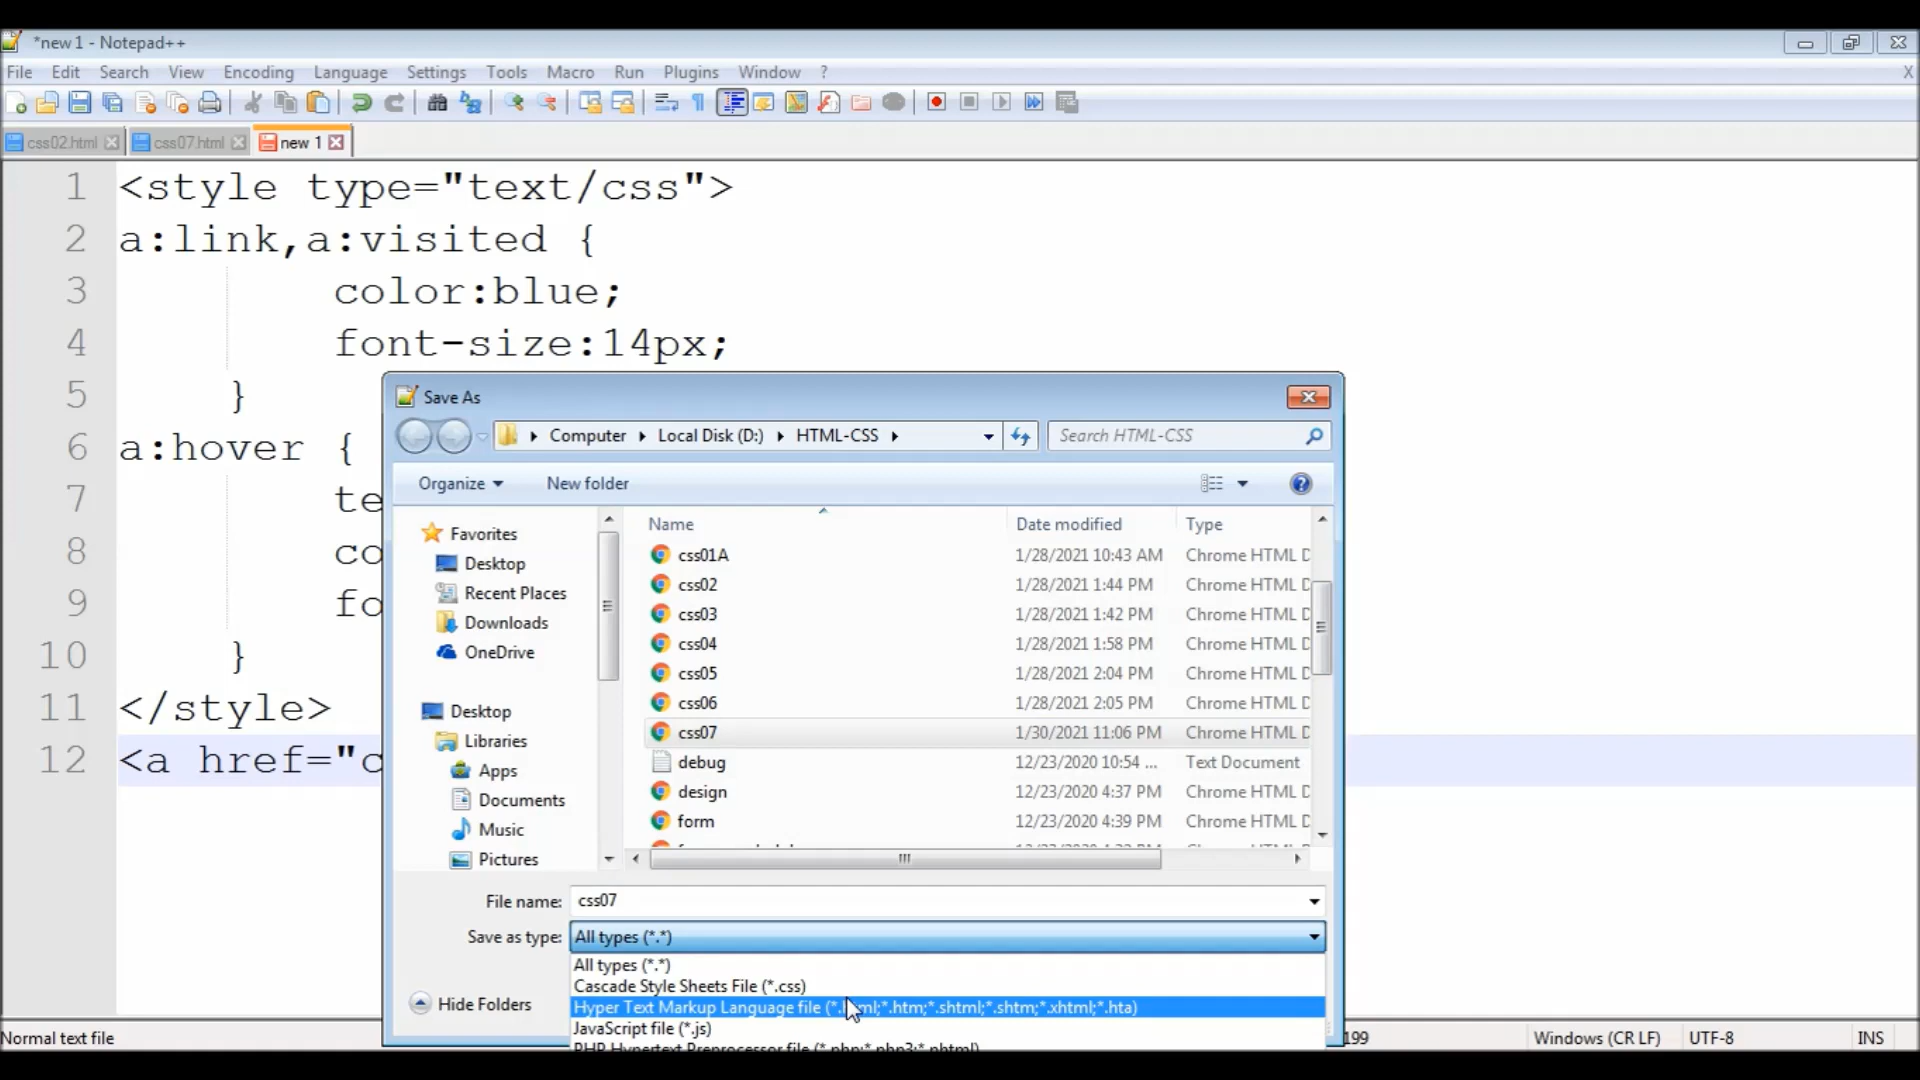 *new 1 - Notepad++
File Edit Search View Encoding Language Settings Tools Macro Run Plugins Window ? X
css02.html css07.html new 1
1 <style type="text/css">
2 a:link,a:visited {
3 color:blue;
4 font-size:14px;
5 }
6 a:hover {
7 te
8 co
9 fo
10 }
11 </style>
12 <a href="c
Save As
Computer Local Disk (D:) HTML-CSS Search HTML-CSS
Organize New folder
Favorites
Desktop
Recent Places
Downloads
OneDrive
Desktop
Libraries
Apps
Documents
Music
Pictures
Name Date modified Type
css01A 1/28/2021 10:43 AM Chrome HTML D
css02 1/28/2021 1:44 PM Chrome HTML D
css03 1/28/2021 1:42 PM Chrome HTML D
css04 1/28/2021 1:58 PM Chrome HTML D
css05 1/28/2021 2:04 PM Chrome HTML D
css06 1/28/2021 2:05 PM Chrome HTML D
css07 1/30/2021 11:06 PM Chrome HTML D
debug 12/23/2020 10:54 ... Text Document
design 12/23/2020 4:37 PM Chrome HTML D
form 12/23/2020 4:39 PM Chrome HTML D
File name: css07
Save as type: All types (*.*)
All types (*.*)
Cascade Style Sheets File (*.css)
Hyper Text Markup Language file (*. ml;*.htm;*.shtml;*.shtm;*.xhtml;*.hta)
JavaScript file (*.js)
PHP Hypertext Preprocessor file (*.php;*.php3;*.phtml)
Hide Folders
Normal text file 199 Windows (CR LF) UTF-8 INS